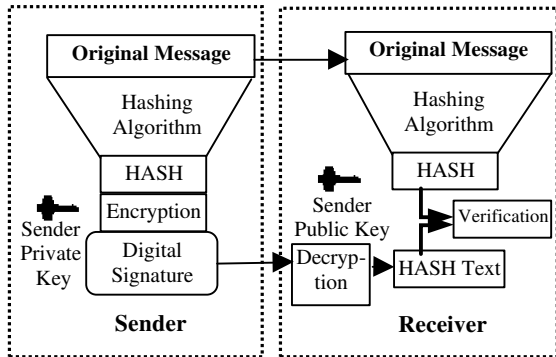 Original Message
Hashing
Algorithm
HASH
Encryption
Sender
Private
Key
Digital
Signature
Sender
Original Message
Hashing
Algorithm
HASH
Sender
Public Key
Verification
Decryp-
tion
HASH Text
Receiver